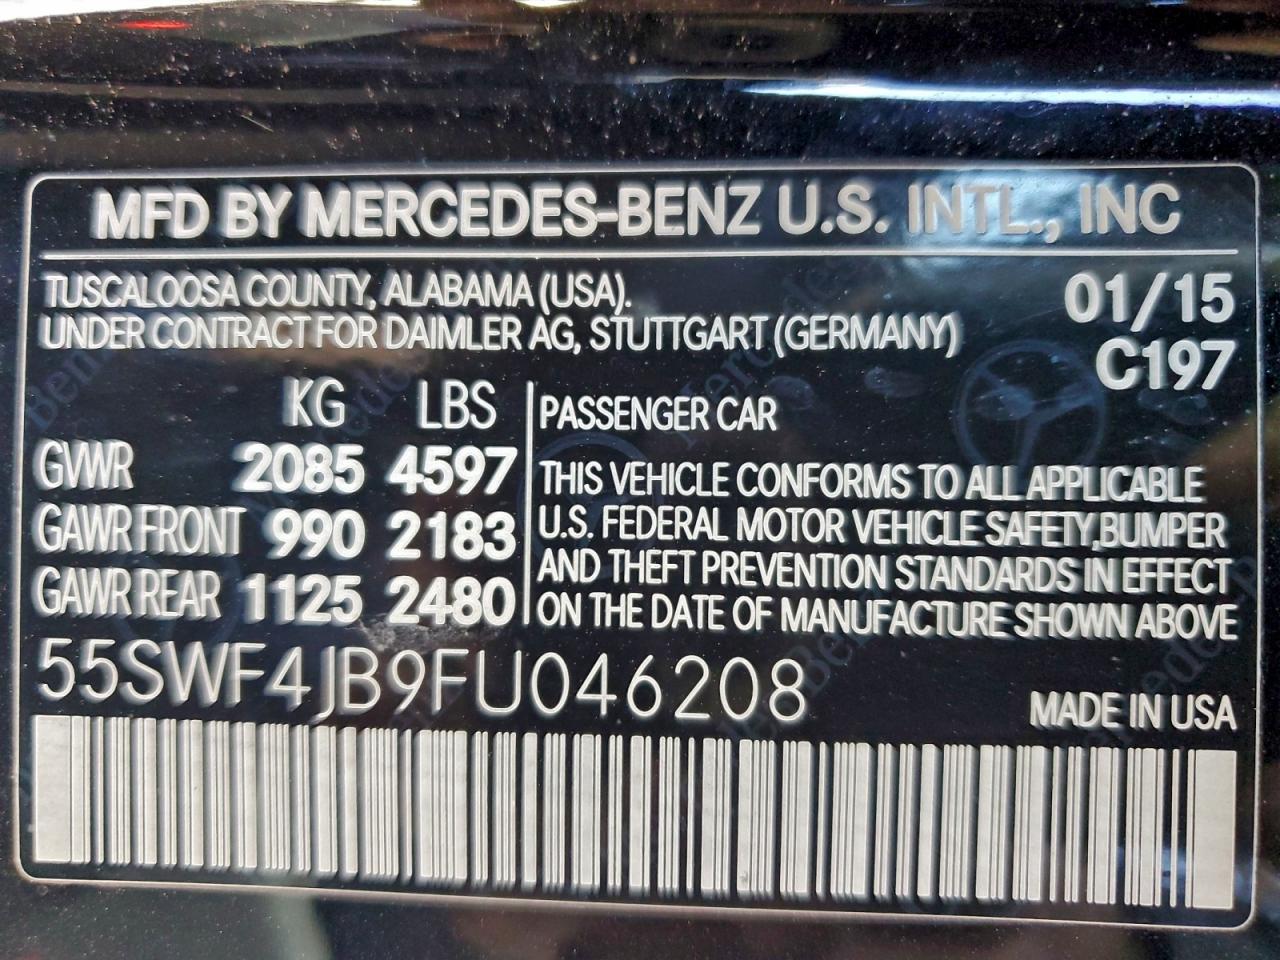 MFD BY MERCEDES-BENZ U.S. INTL., INC
TUSCALOOSA COUNTY, ALABAMA (USA).
UNDER CONTRACT FOR DAIMLER AG, STUTTGART (GERMANY)
01/15
C197
KG LBS
GVWR 2085 4597
GAWR FRONT 990 2183
GAWR REAR 1125 2480
PASSENGER CAR
THIS VEHICLE CONFORMS TO ALL APPLICABLE
U.S. FEDERAL MOTOR VEHICLE SAFETY,BUMPER
AND THEFT PREVENTION STANDARDS IN EFFECT
ON THE DATE OF MANUFACTURE SHOWN ABOVE
55SWF4JB9FU046208
MADE IN USA